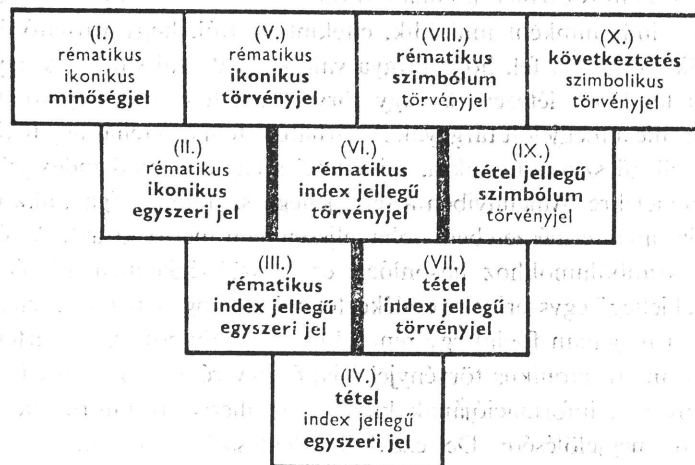 (I.)
rématikus
ikonikus
minőségjel
(V.)
rématikus
ikonikus
törvényjel
(VIII.)
rématikus
szimbólum
törvényjel
(X.)
következtetés
szimbolikus
törvényjel
(II.)
rématikus
ikonikus
egyszeri jel
(VI.)
rématikus
index jellegű
törvényjel
(IX.)
tétel jellegű
szimbólum
törvényjel
(III.)
rématikus
index jellegű
egyszeri jel
(VII.)
tétel
index jellegű
törvényjel
(IV.)
tétel
index jellegű
egyszeri jel